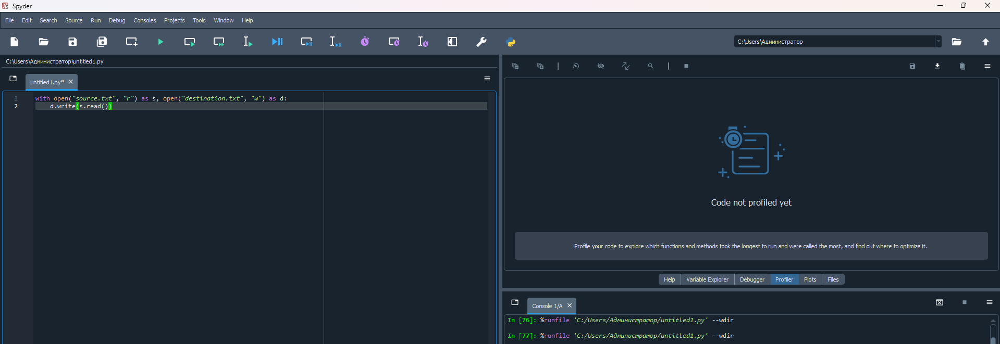 Spyder
File Edit Search Source Run Debug Consoles Projects Tools Window Help
C:\Users\Администратор
C:\Users\Администратор\untitled1.py
untitled1.py*
1 with open("source.txt", "r") as s, open("destination.txt", "w") as d:
2 d.write(s.read())
Code not profiled yet
Profile your code to explore which functions and methods took the longest to run and were called the most, and find out where to optimize it.
Help Variable Explorer Debugger Profiler Plots Files
Console 1/A
In [76]: %runfile 'C:/Users/Администратор/untitled1.py' --wdir
In [77]: %runfile 'C:/Users/Администратор/untitled1.py' --wdir